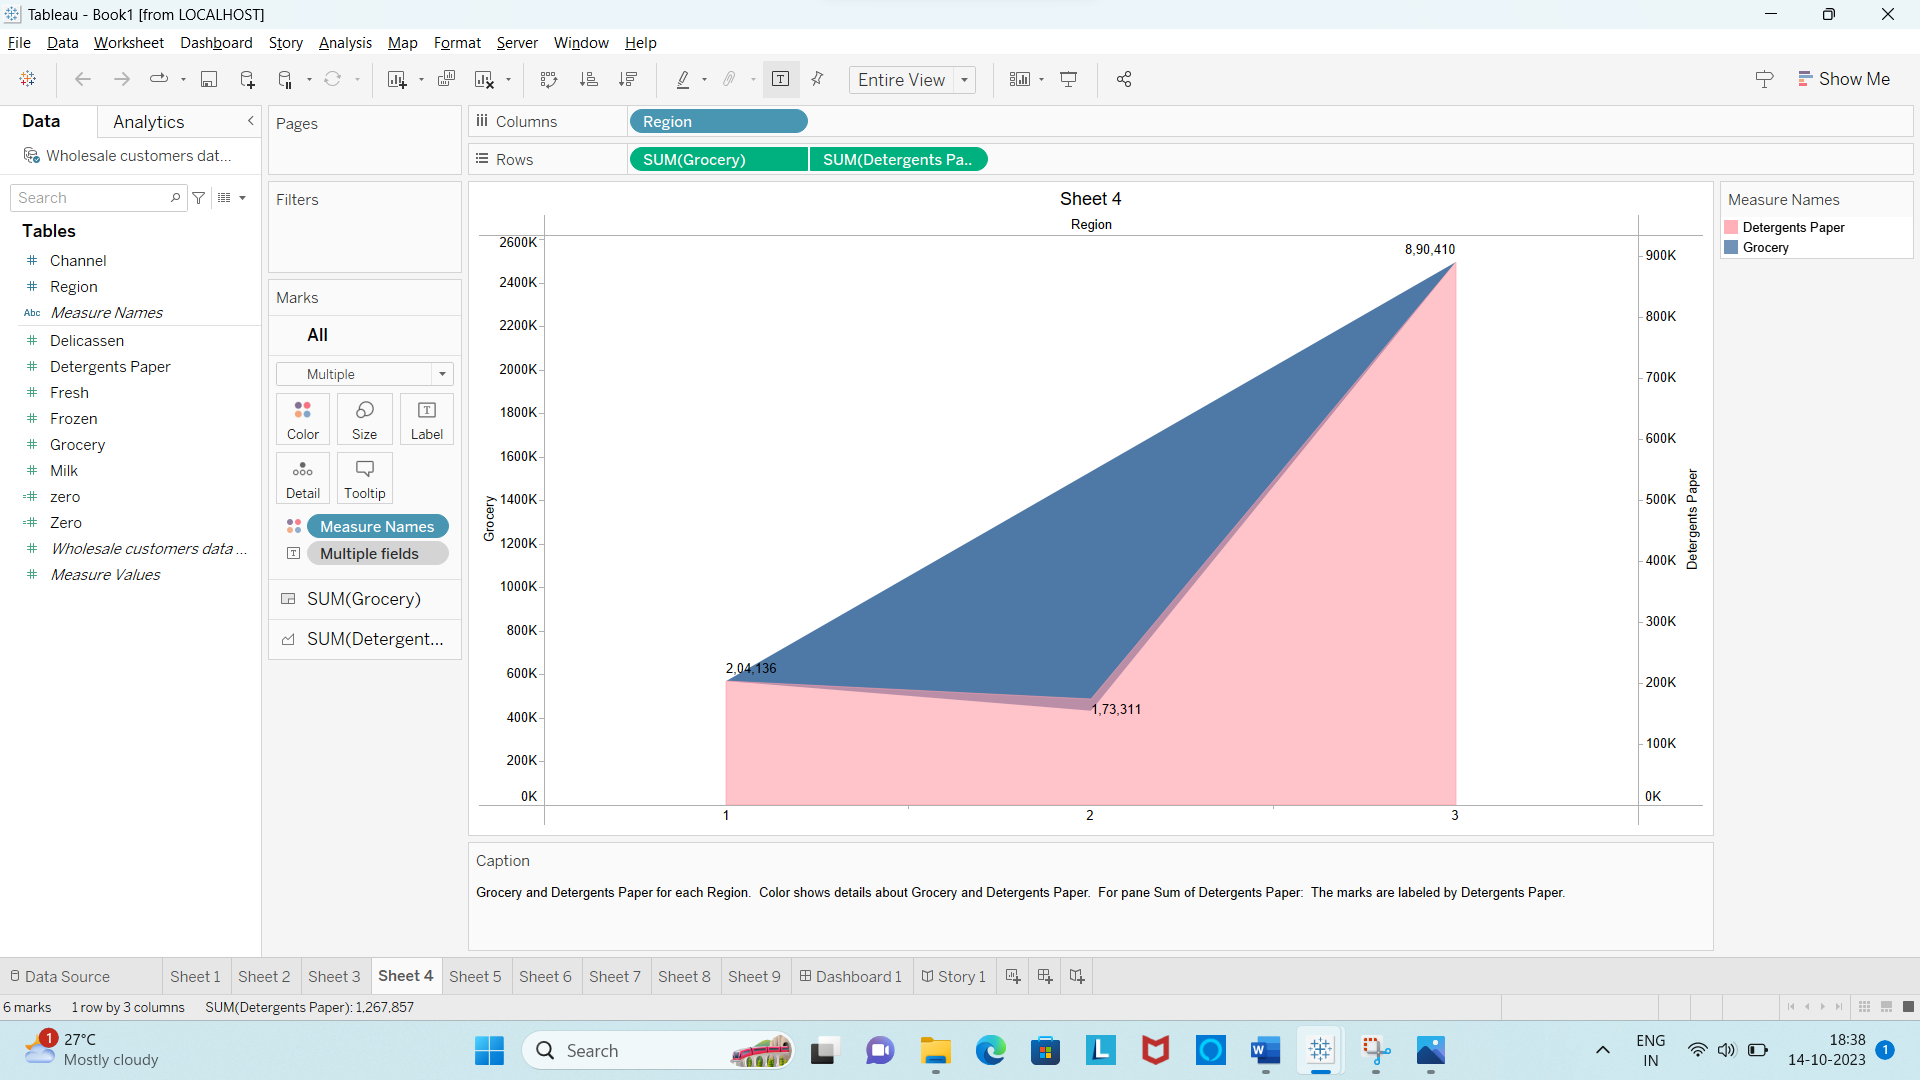 Tableau - Book1 [from LOCALHOST]
File Data Worksheet Dashboard Story Analysis Map Format Server Window Help
Entire View
Show Me
Data
Analytics
Wholesale customers dat...
Search
Tables
Channel
Region
Abc Measure Names
Delicassen
Detergents Paper
Fresh
Frozen
Grocery
Milk
zero
Zero
Wholesale customers data ...
Measure Values
Pages
Filters
Marks
All
Multiple
Color Size Label
Detail Tooltip
Measure Names
Multiple fields
SUM(Grocery)
SUM(Detergent...
Columns Region
Rows SUM(Grocery) SUM(Detergents Pa..
Sheet 4
Region
2600K
2400K
2200K
2000K
1800K
1600K
1400K
1200K
1000K
800K
600K
400K
200K
0K
Grocery
8,90,410
2,04,136
1,73,311
1 2 3
900K
800K
700K
600K
500K
400K
300K
200K
100K
0K
Detergents Paper
Measure Names
Detergents Paper
Grocery
Caption
Grocery and Detergents Paper for each Region. Color shows details about Grocery and Detergents Paper. For pane Sum of Detergents Paper: The marks are labeled by Detergents Paper.
Data Source Sheet 1 Sheet 2 Sheet 3 Sheet 4 Sheet 5 Sheet 6 Sheet 7 Sheet 8 Sheet 9 Dashboard 1 Story 1
6 marks 1 row by 3 columns SUM(Detergents Paper): 1,267,857
1
27°C
Mostly cloudy
Search
L
W
ENG
IN
18:38
14-10-2023
1